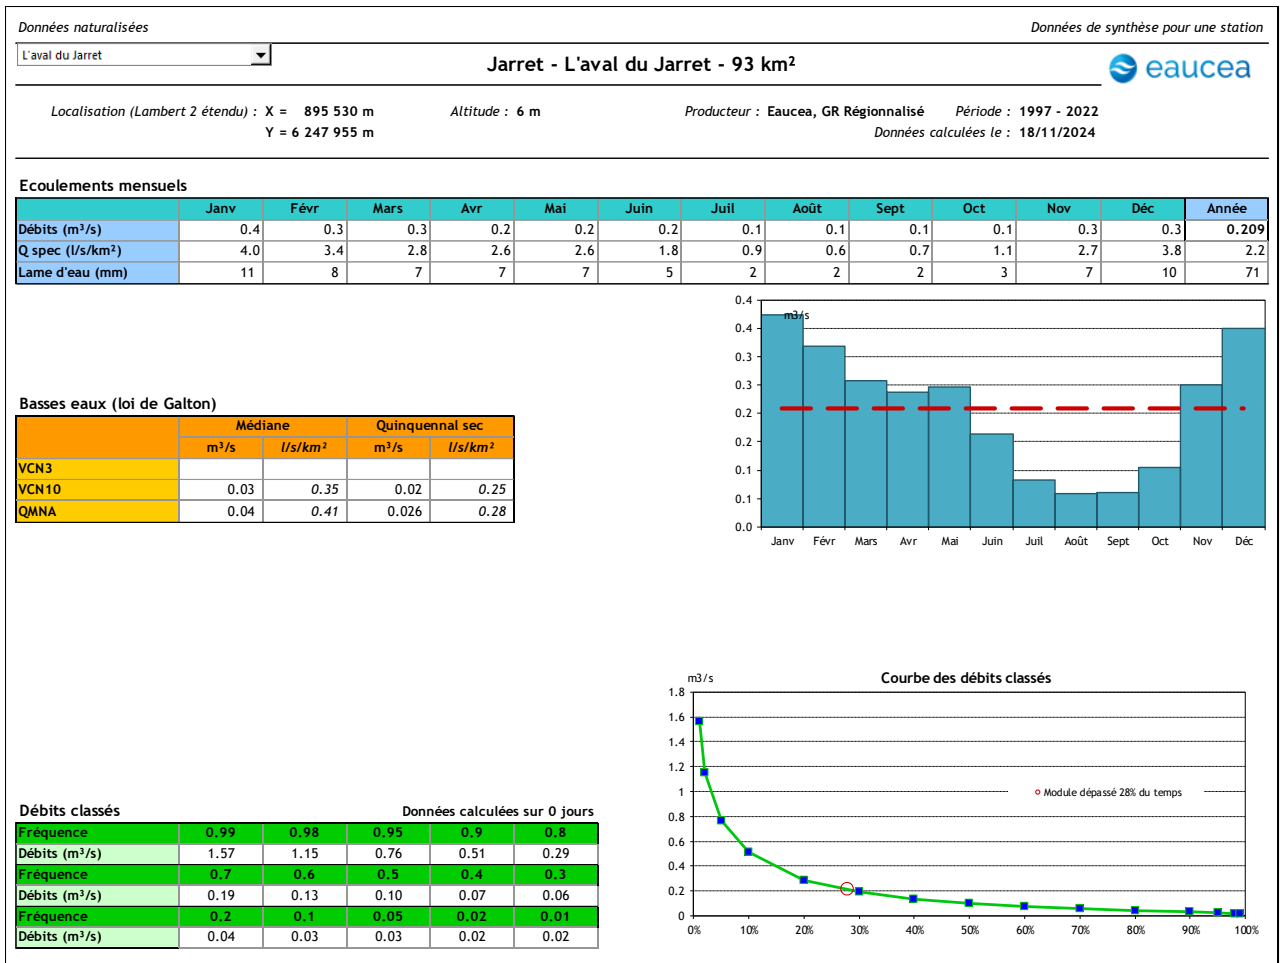 Données naturalisées Données de synthèse pour une station
L'aval du Jarret
Jarret - L'aval du Jarret - 93 km²
eaucea
Localisation (Lambert 2 étendu) : X = 895 530 m Altitude : 6 m Producteur : Eaucea, GR Régionnalisé Période : 1997 - 2022
Y = 6 247 955 m Données calculées le : 18/11/2024
Ecoulements mensuels
Janv Févr Mars Avr Mai Juin Juil Août Sept Oct Nov Déc Année
Débits (m³/s) 0.4 0.3 0.3 0.2 0.2 0.2 0.1 0.1 0.1 0.1 0.3 0.3 0.209
Q spec (l/s/km²) 4.0 3.4 2.8 2.6 2.6 1.8 0.9 0.6 0.7 1.1 2.7 3.8 2.2
Lame d'eau (mm) 11 8 7 7 7 5 2 2 2 3 7 10 71
m3/s
0.4
0.4
0.3
0.3
0.2
0.2
0.1
0.1
0.0
Janv Févr Mars Avr Mai Juin Juil Août Sept Oct Nov Déc
Basses eaux (loi de Galton)
Médiane Quinquennal sec
m³/s l/s/km² m³/s l/s/km²
VCN3
VCN10 0.03 0.35 0.02 0.25
QMNA 0.04 0.41 0.026 0.28
m3/s Courbe des débits classés
1.8
1.6
1.4
1.2
1
0.8
0.6
0.4
0.2
0
Module dépassé 28% du temps
0% 10% 20% 30% 40% 50% 60% 70% 80% 90% 100%
Débits classés Données calculées sur 0 jours
Fréquence 0.99 0.98 0.95 0.9 0.8
Débits (m³/s) 1.57 1.15 0.76 0.51 0.29
Fréquence 0.7 0.6 0.5 0.4 0.3
Débits (m³/s) 0.19 0.13 0.10 0.07 0.06
Fréquence 0.2 0.1 0.05 0.02 0.01
Débits (m³/s) 0.04 0.03 0.03 0.02 0.02